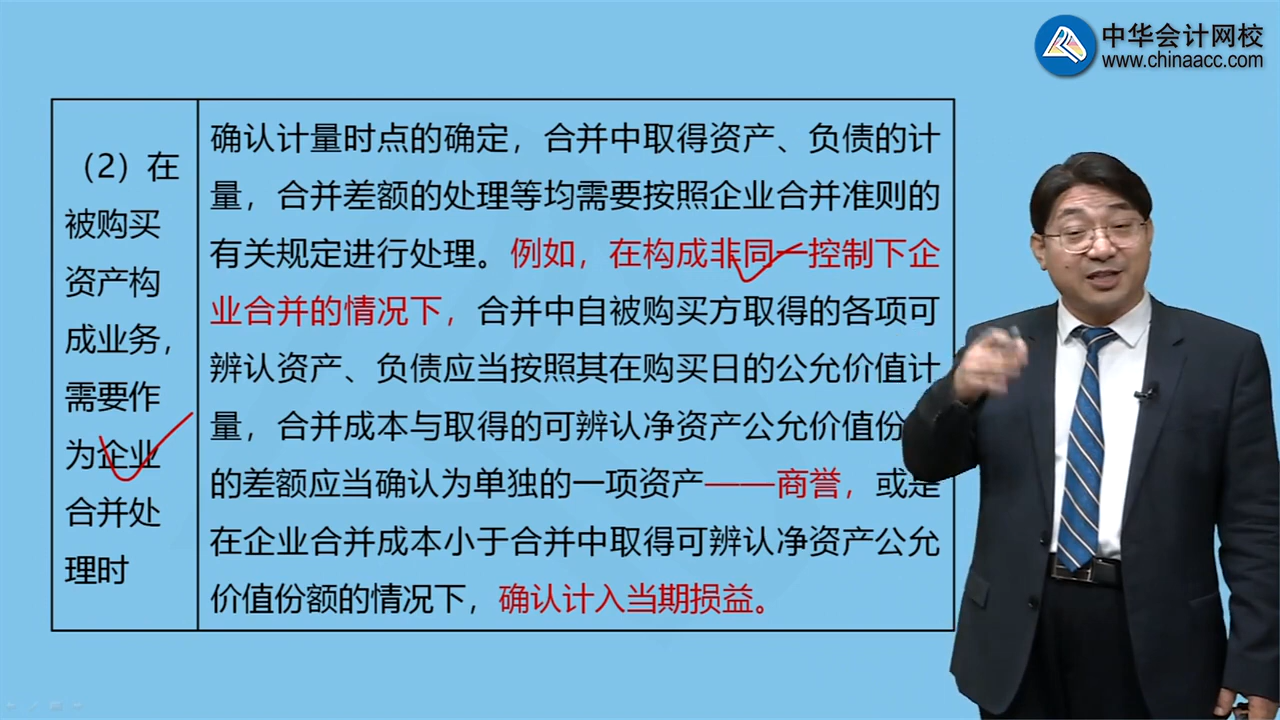 中华会计网校
www.chinaacc.com
（2）在
被购买
资产构
成业务，
需要作
为企业
合并处
理时
确认计量时点的确定，合并中取得资产、负债的计
量，合并差额的处理等均需要按照企业合并准则的
有关规定进行处理。例如，在构成非同一控制下企
业合并的情况下，合并中自被购买方取得的各项可
辨认资产、负债应当按照其在购买日的公允价值计
量，合并成本与取得的可辨认净资产公允价值份
的差额应当确认为单独的一项资产——商誉，或是
在企业合并成本小于合并中取得可辨认净资产公允
价值份额的情况下，确认计入当期损益。